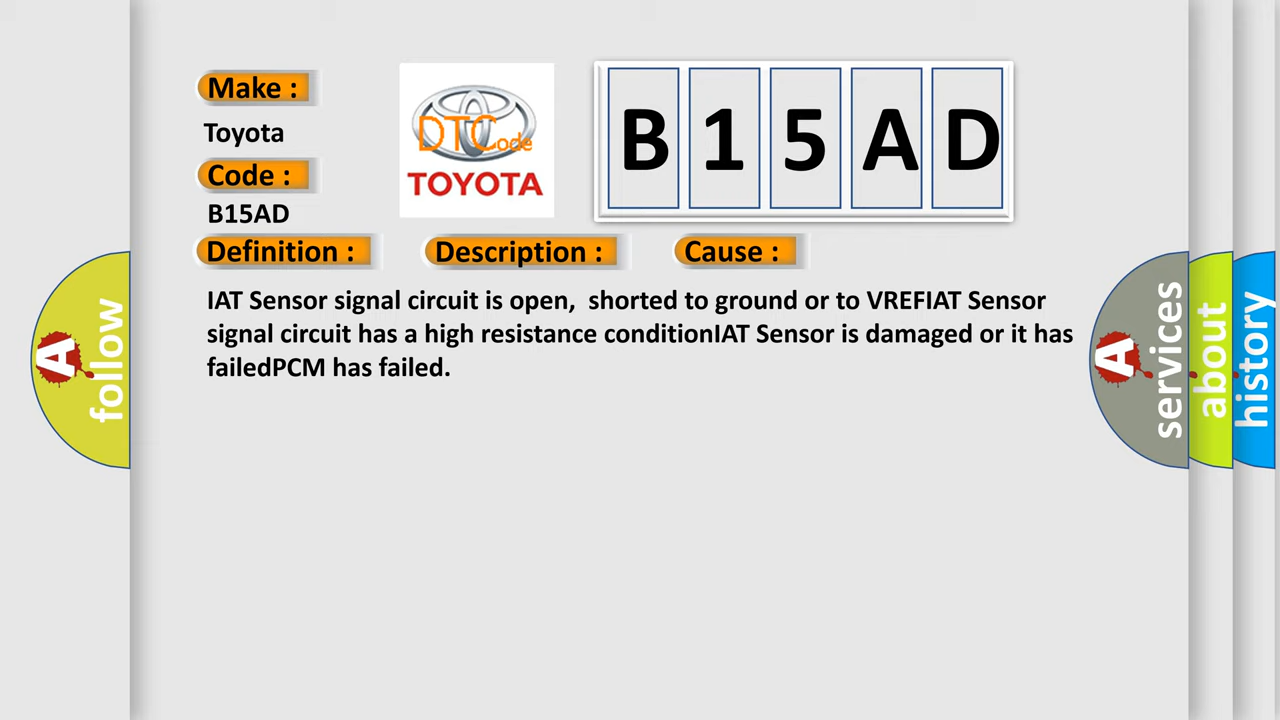 Make :
Toyota
Code :
B15AD
DTCode
TOYOTA
B 1 5 A D
Definition :
Description :
Cause :
IAT Sensor signal circuit is open,  shorted to ground or to VREFIAT Sensor
signal circuit has a high resistance conditionIAT Sensor is damaged or it has
failedPCM has failed.
A follow
A services
about
history